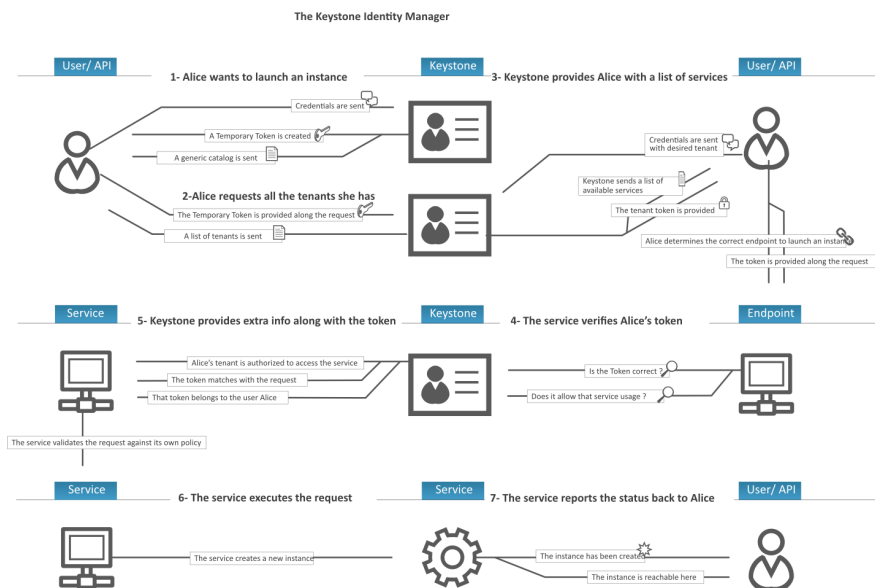 The Keystone Identity Manager
User/ API
Keystone
User/ API
1- Alice wants to launch an instance
3- Keystone provides Alice with a list of services
Credentials are sent
A Temporary Token is created
A generic catalog is sent
Credentials are sent
with desired tenant
Keystone sends a list of
available services
2-Alice requests all the tenants she has
The Temporary Token is provided along the request
The tenant token is provided
A list of tenants is sent
Alice determines the correct endpoint to launch an instance
The token is provided along the request
Service
Keystone
Endpoint
5- Keystone provides extra info along with the token
4- The service verifies Alice's token
Alice's tenant is authorized to access the service
The token matches with the request
That token belongs to the user Alice
Is the Token correct ?
Does it allow that service usage ?
The service validates the request against its own policy
Service
Service
User/ API
6- The service executes the request
7- The service reports the status back to Alice
The service creates a new instance
The instance has been created
The instance is reachable here